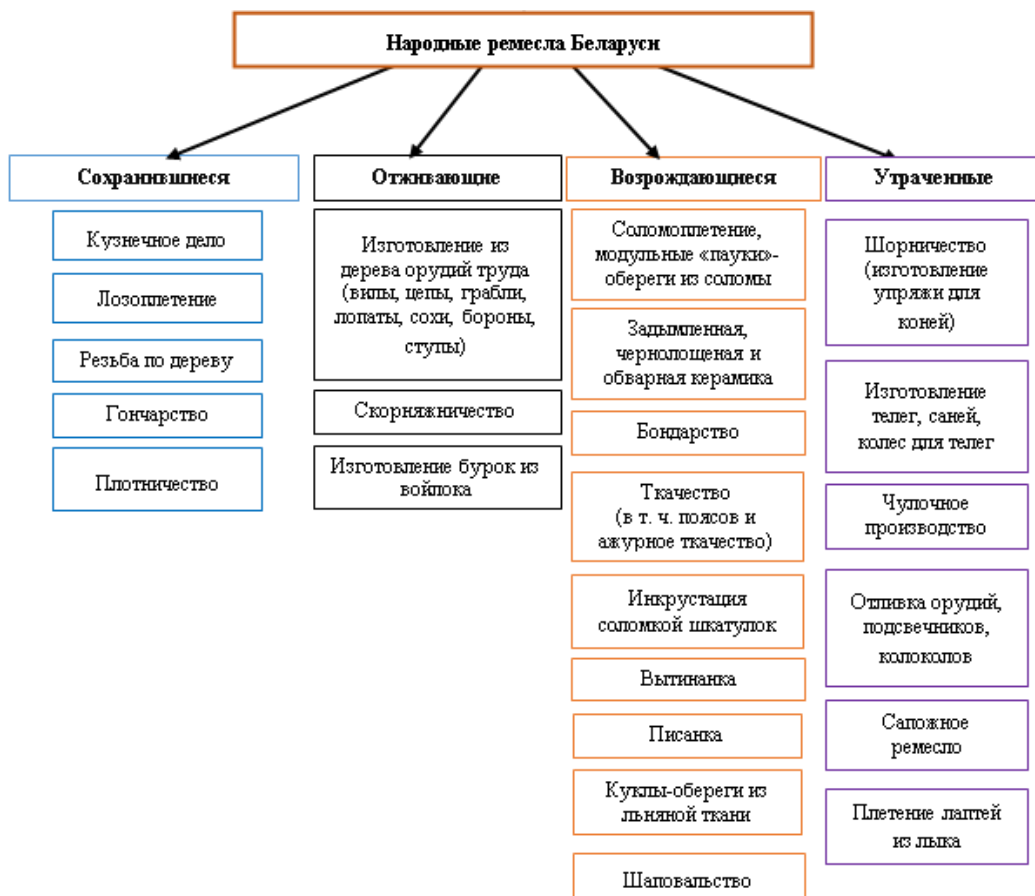 Народные ремесла Беларуси
Сохранившиеся
Кузнечное дело
Лозоплетение
Резьба по дереву
Гончарство
Плотничество
Отживающие
Изготовление из
дерева орудий труда
(вилы, цепы, грабли,
лопаты, сохи, бороны,
ступы)
Скорняжничество
Изготовление бурок из
войлока
Возрождающиеся
Соломоплетение,
модульные «пауки»-
обереги из соломы
Задымленная,
чернолощеная и
обварная керамика
Бондарство
Ткачество
(в т. ч. поясов и
ажурное ткачество)
Инкрустация
соломкой шкатулок
Вытинанка
Писанка
Куклы-обереги из
льняной ткани
Шаповальство
Утраченные
Шорничество
(изготовление
упряжи для
коней)
Изготовление
телег, саней,
колес для телег
Чулочное
производство
Отливка орудий,
подсвечников,
колоколов
Сапожное
ремесло
Плетение лаптей
из лыка